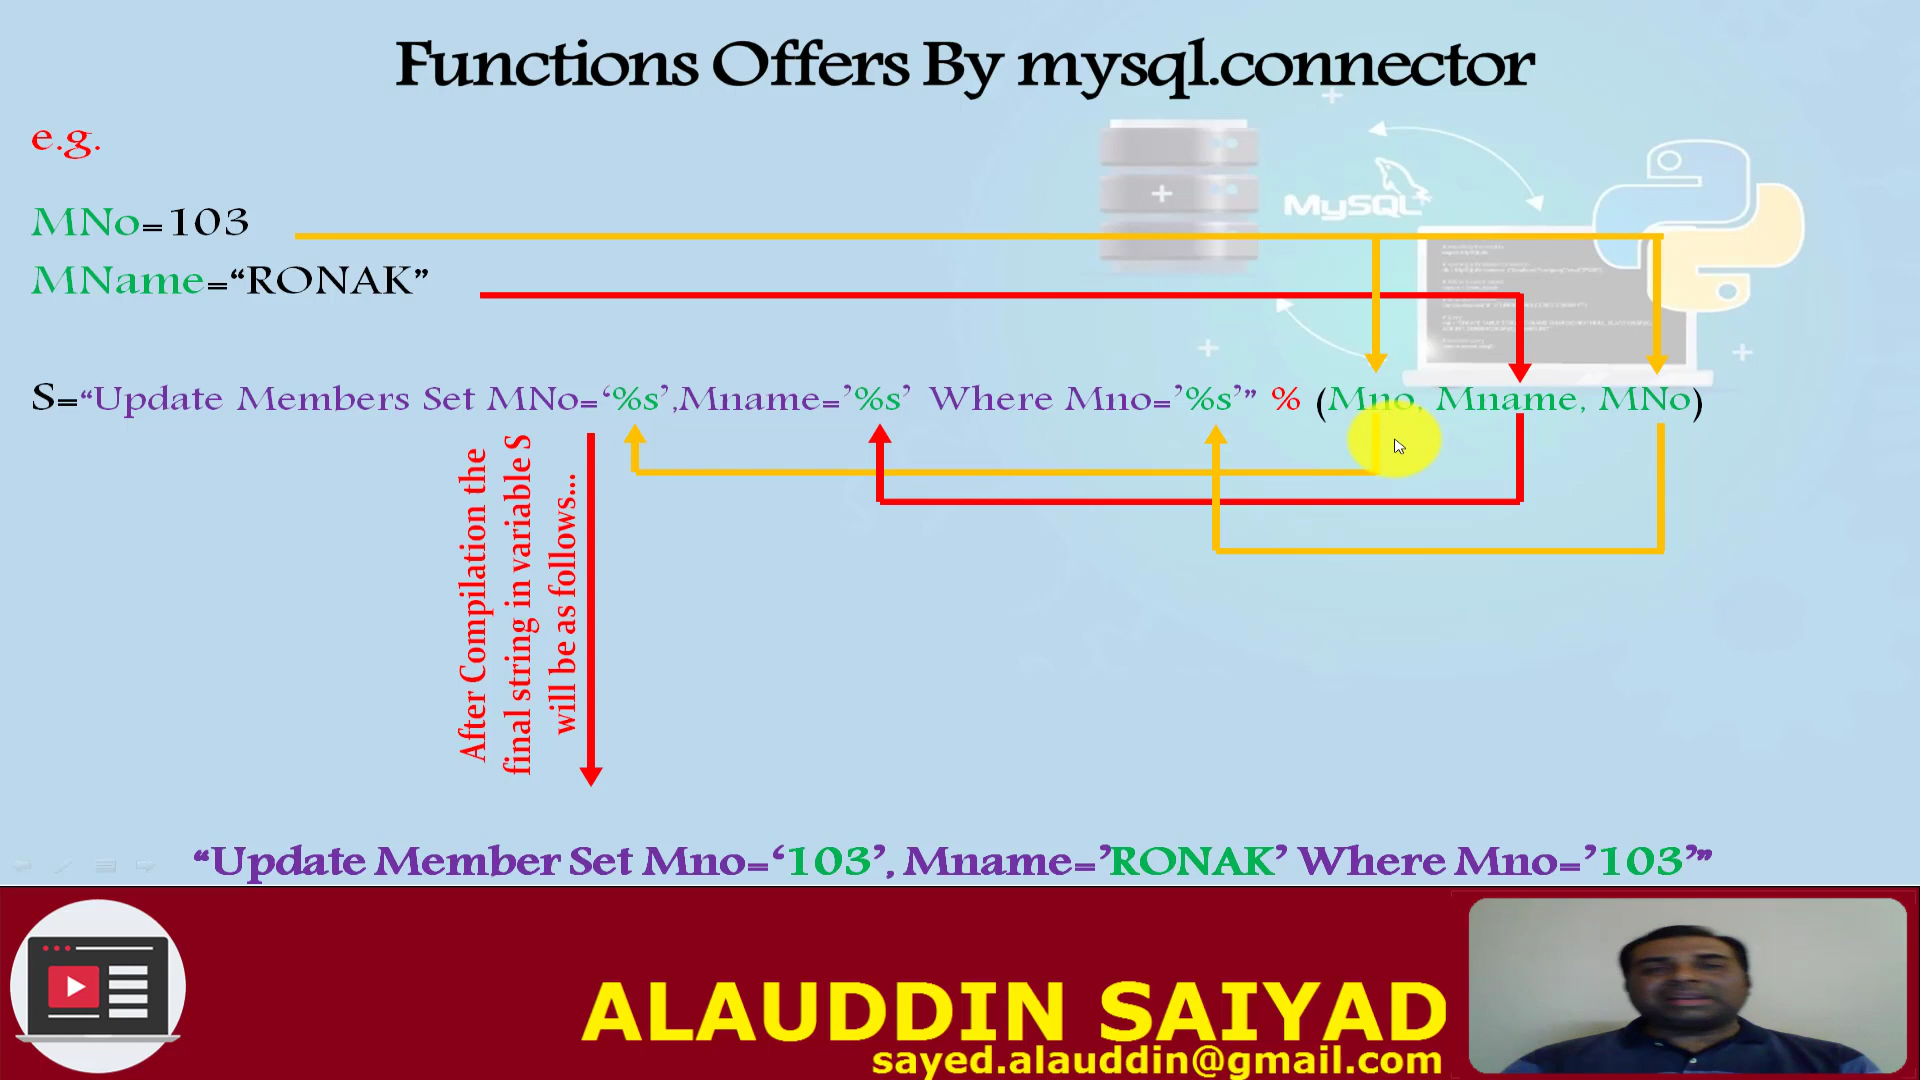 Functions Offers By mysql.connector
e.g.
MNo=103
MySQL
MName=“RONAK”
S=“Update Members Set MNo=‘%s’,Mname=’%s’ Where Mno=’%s’” % (Mno, Mname, MNo)
After Compilation the
final string in variable S
will be as follows...
“Update Member Set Mno=‘103’, Mname=’RONAK’ Where Mno=’103’”
ALAUDDIN SAIYAD
sayed.alauddin@gmail.com